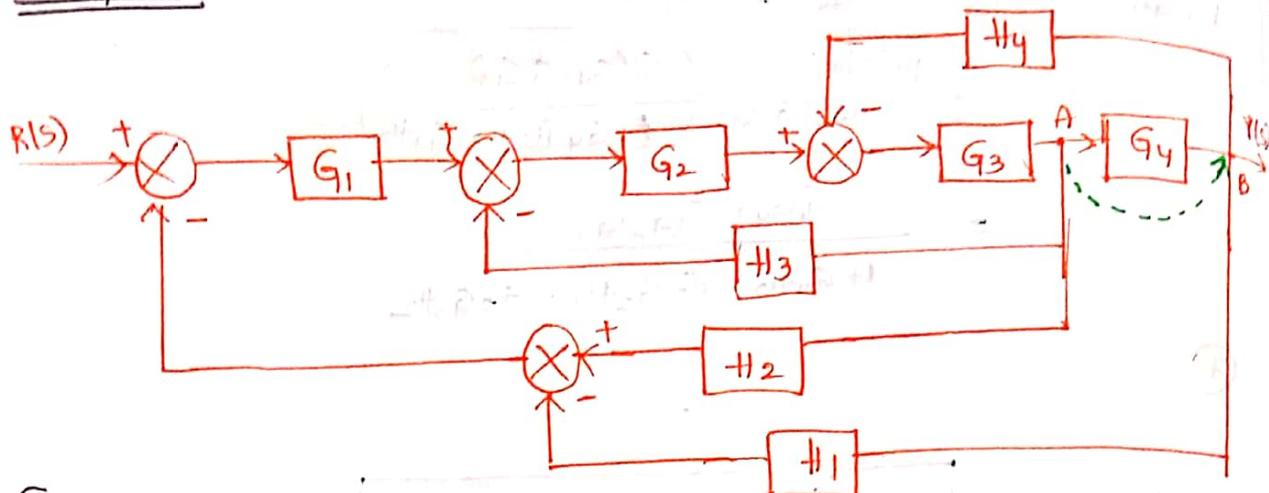 H4
R(S) + + + - A
G1 G2 G3 G4 Y(s)
- - B
H3
+
H2
-
H1